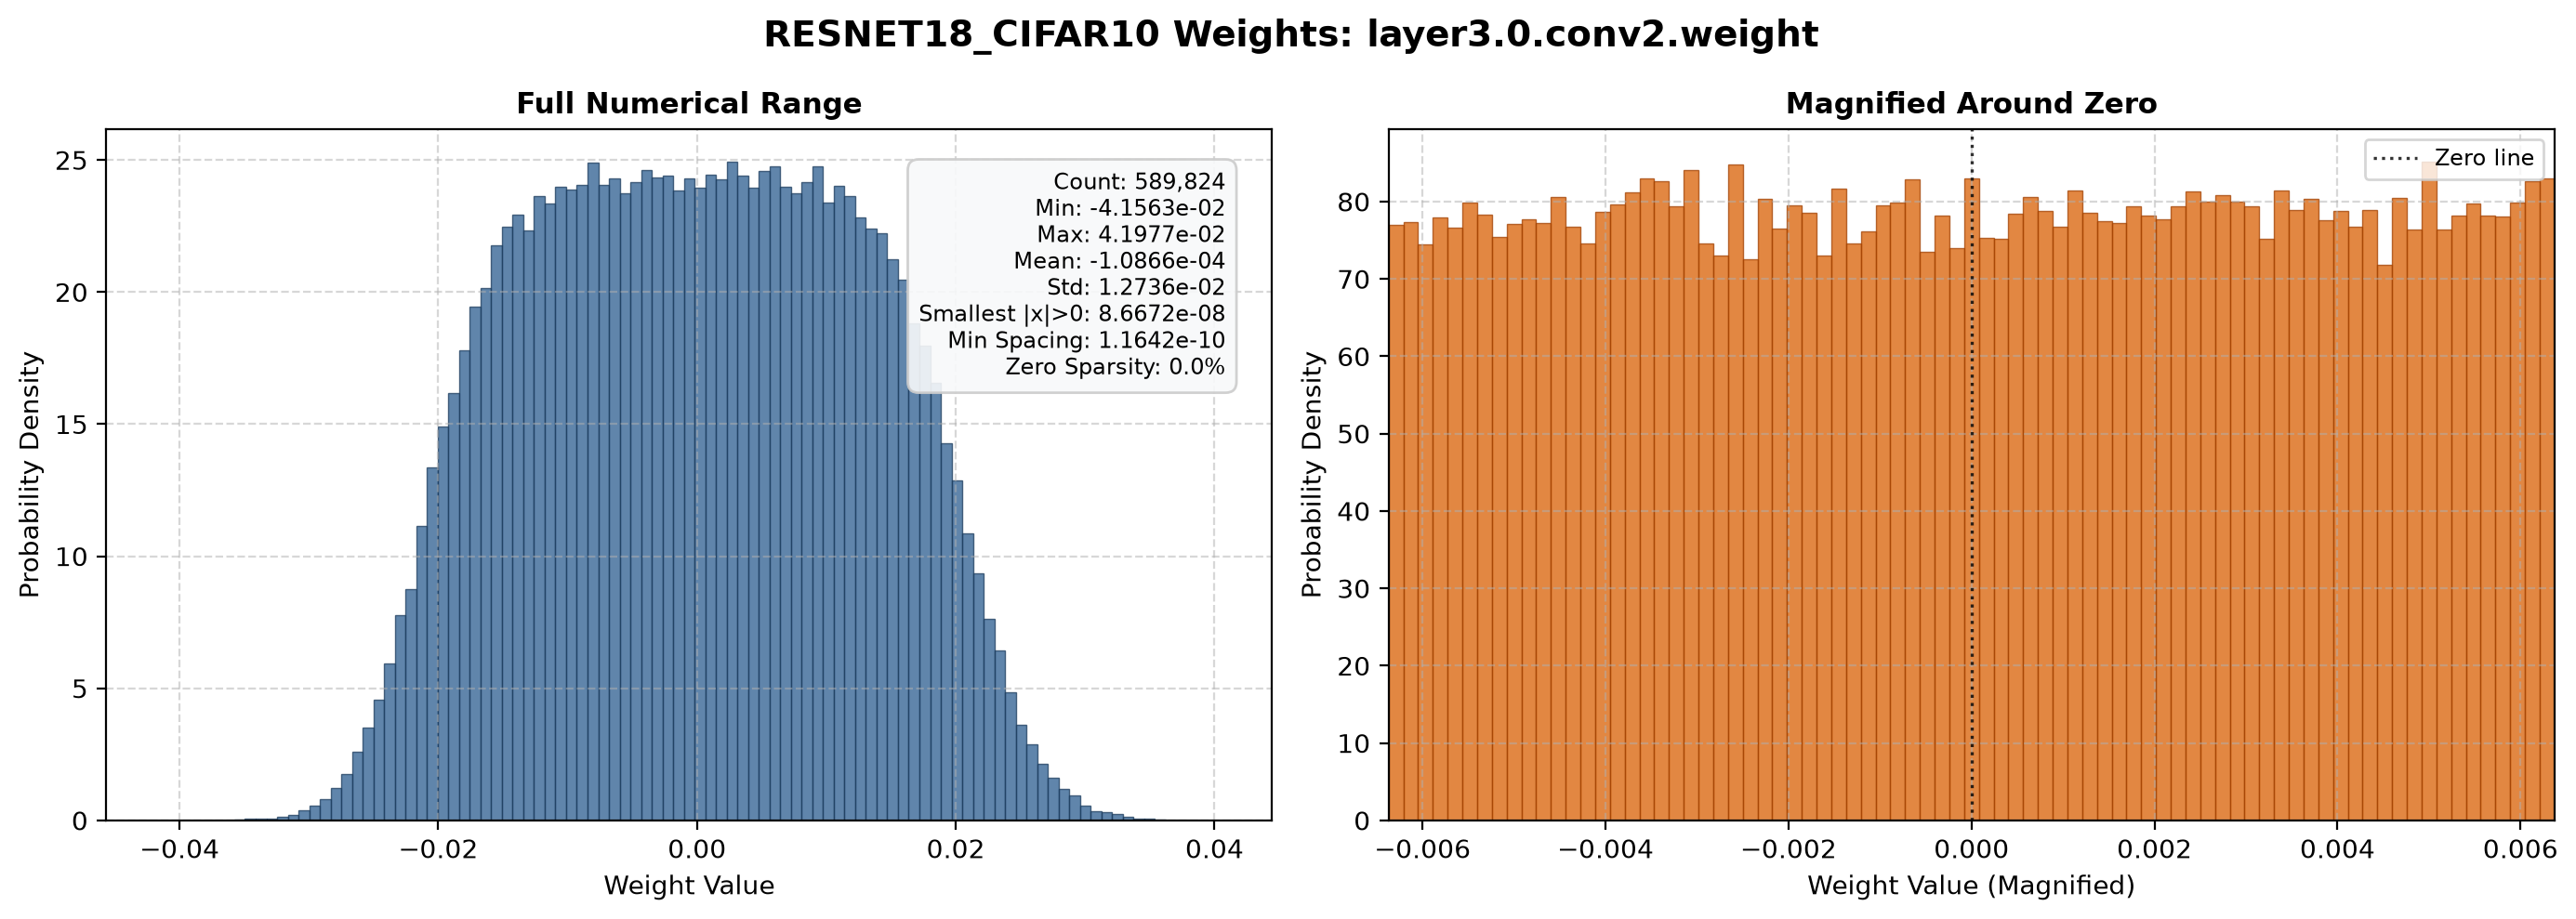 RESNET18_CIFAR10 Weights: layer3.0.conv2.weight
Full Numerical Range
25
20
15
10
5
0
Probability Density
Count: 589,824
Min: -4.1563e-02
Max: 4.1977e-02
Mean: -1.0866e-04
Std: 1.2736e-02
Smallest |x|>0: 8.6672e-08
Min Spacing: 1.1642e-10
Zero Sparsity: 0.0%
−0.04 −0.02 0.00 0.02 0.04
Weight Value
Magnified Around Zero
Zero line
80
70
60
50
40
30
20
10
0
Probability Density
−0.006 −0.004 −0.002 0.000 0.002 0.004 0.006
Weight Value (Magnified)